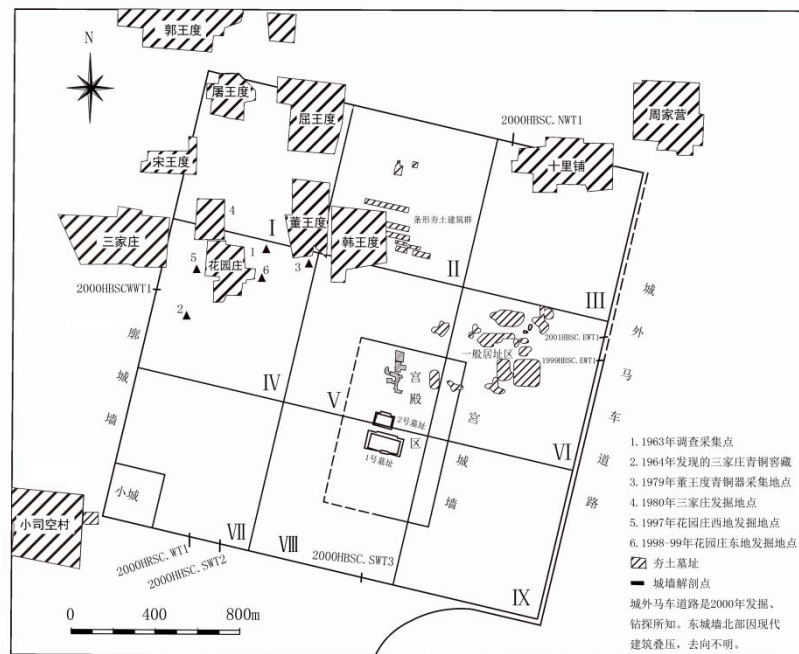 郭王度
N
屠王度
屈王度
2000HBSC.NWT1
周家营
十里铺
宋王度
三家庄
4
I
董王度
韩王度
条形夯土建筑群
II
III
1
花园庄
5
6
3
2000HBSCWWT1
2
城外马车道路
2001HBSC.EWT1
一般居址区
1999HBSC.EWT1
廓城墙
IV
V
宫殿区
宫城墙
VI
2号墓址
1号墓址
小城
小司空村
VII
VIII
IX
2000HRSC.WT1
2000HHSC.SWT2
2000HBSC.SWT3
0 400 800m
1. 1963年调查采集点
2. 1964年发现的三家庄青铜窖藏
3. 1979年董王度青铜器采集地点
4. 1980年三家庄发掘地点
5. 1997年花园庄西地发掘地点
6. 1998-99年花园庄东地发掘地点
夯土墓址
城墙解剖点
城外马车道路是2000年发掘、
钻探所知。东城墙北部因现代
建筑叠压，去向不明。